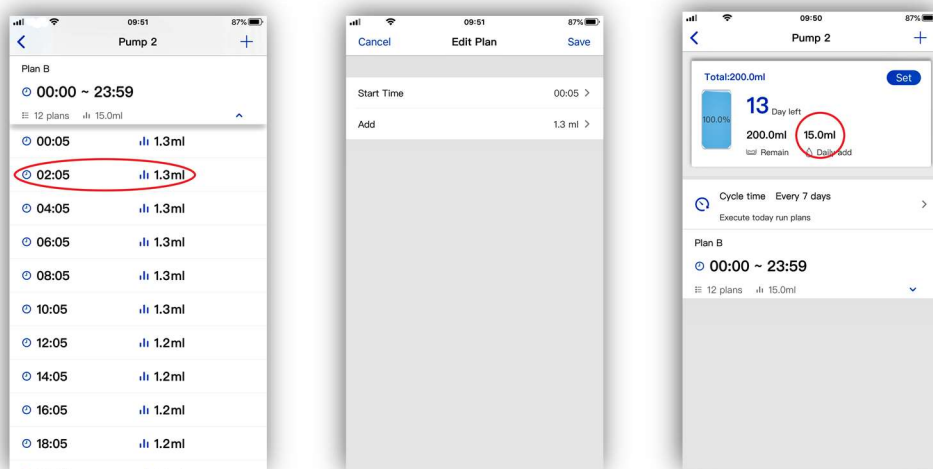 09:51
87%
Pump 2
Plan B
00:00 ~ 23:59
12 plans 15.0ml
00:05 1.3ml
02:05 1.3ml
04:05 1.3ml
06:05 1.3ml
08:05 1.3ml
10:05 1.3ml
12:05 1.2ml
14:05 1.2ml
16:05 1.2ml
18:05 1.2ml
09:51
87%
Cancel Edit Plan Save
Start Time 00:05
Add 1.3 ml
09:50
87%
Pump 2
Total:200.0ml Set
100.0%
13 Day left
200.0ml 15.0ml
Remain Daily add
Cycle time Every 7 days
Execute today run plans
Plan B
00:00 ~ 23:59
12 plans 15.0ml